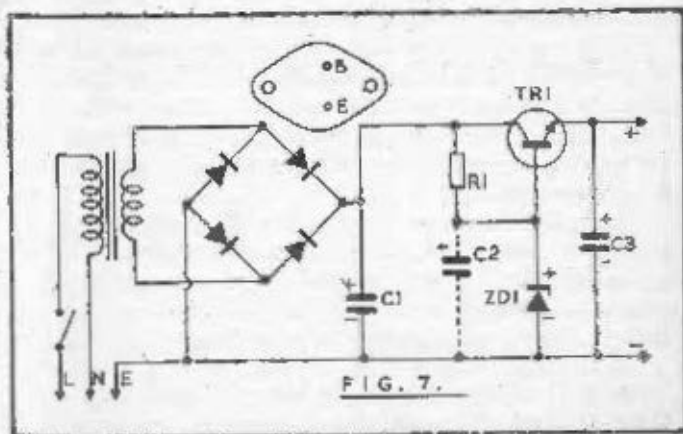 B
E
TR1
+
R1
+
C2
+
C3
-
+
C1
-
+
ZD1
-
-
L N E
FIG. 7.